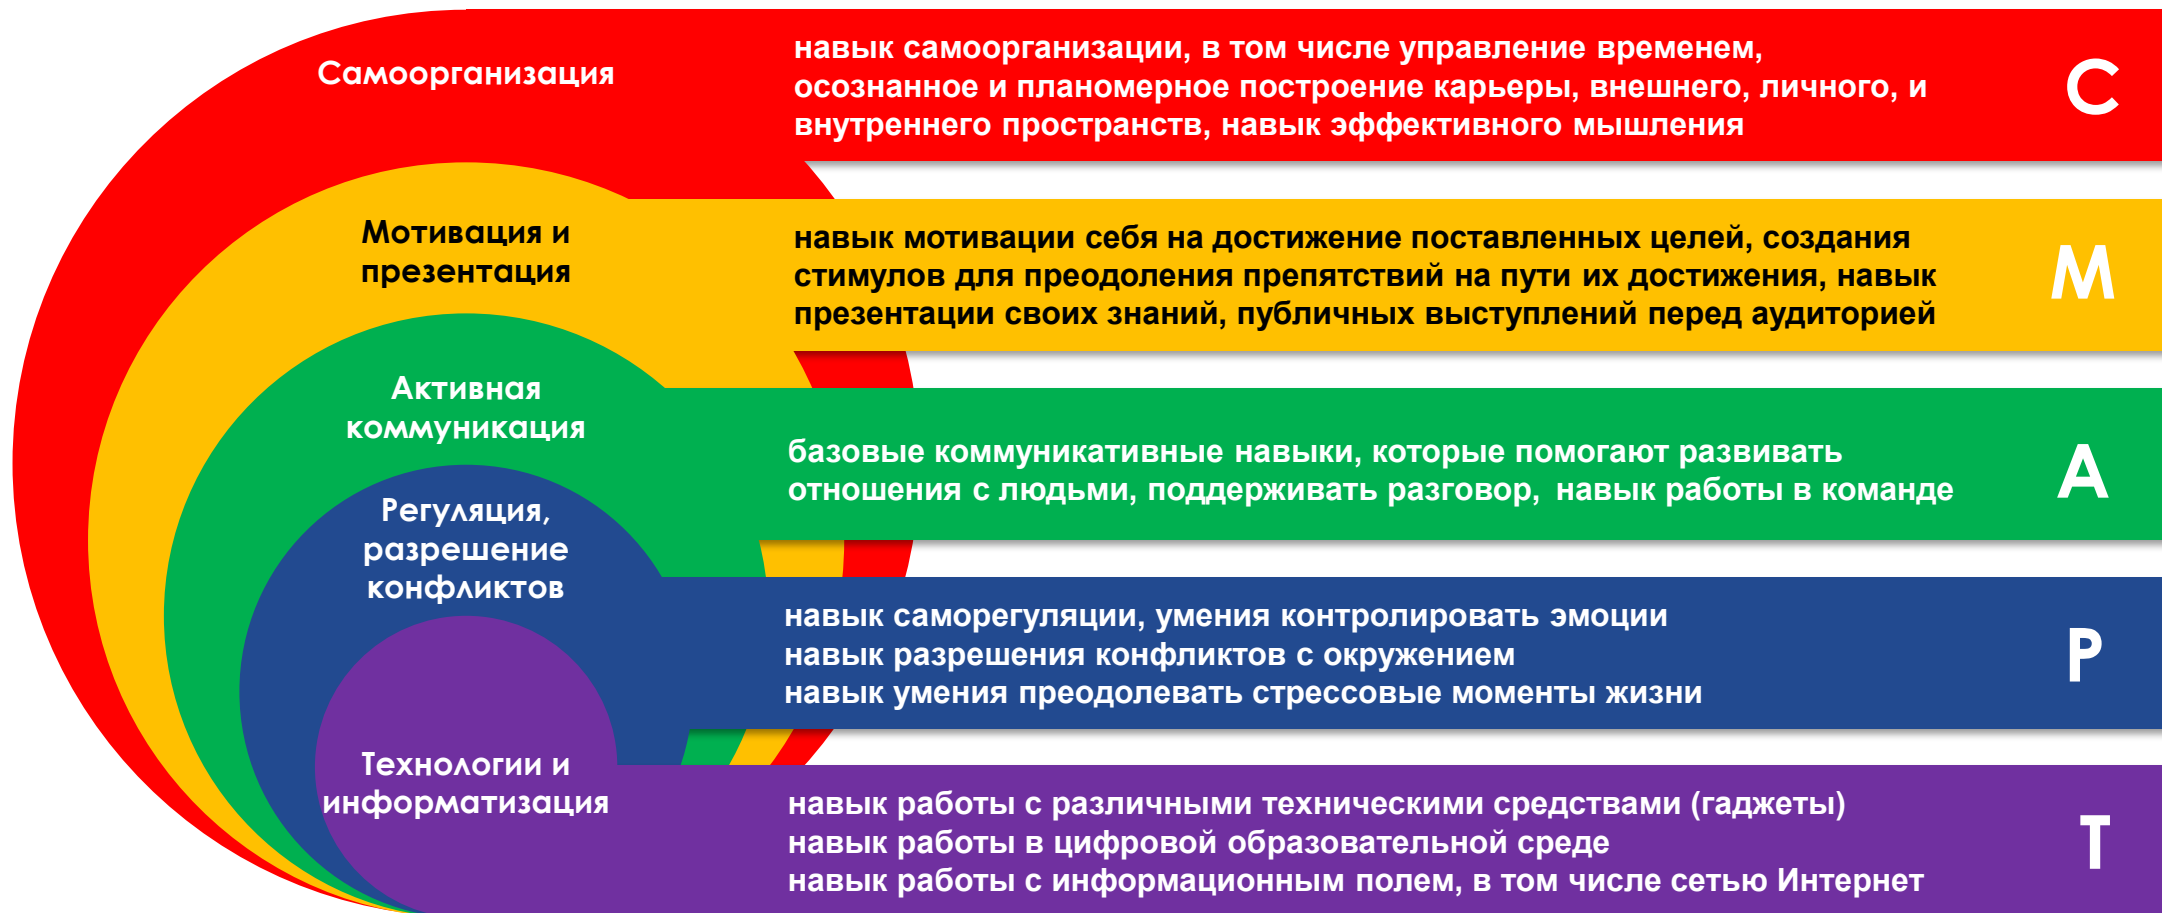 Самоорганизация
навык самоорганизации, в том числе управление временем,
осознанное и планомерное построение карьеры, внешнего, личного, и
внутреннего пространств, навык эффективного мышления
С
Мотивация и
презентация
навык мотивации себя на достижение поставленных целей, создания
стимулов для преодоления препятствий на пути их достижения, навык
презентации своих знаний, публичных выступлений перед аудиторией
М
Активная
коммуникация
базовые коммуникативные навыки, которые помогают развивать
отношения с людьми, поддерживать разговор, навык работы в команде
А
Регуляция,
разрешение
конфликтов
навык саморегуляции, умения контролировать эмоции
навык разрешения конфликтов с окружением
навык умения преодолевать стрессовые моменты жизни
Р
Технологии и
информатизация
навык работы с различными техническими средствами (гаджеты)
навык работы в цифровой образовательной среде
навык работы с информационным полем, в том числе сетью Интернет
Т